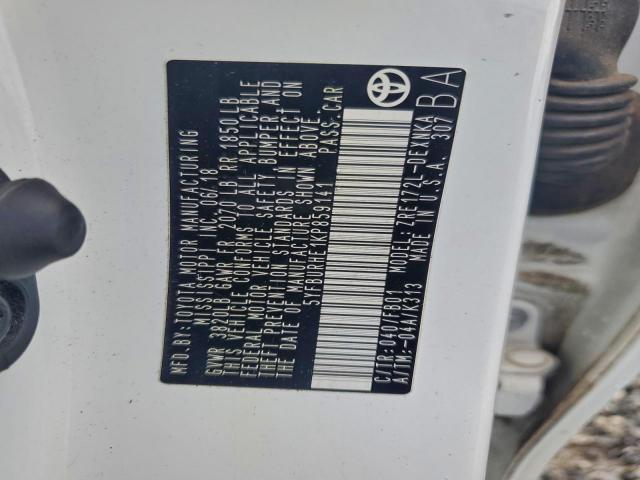 MFD.BY:TOYOTA MOTOR MANUFACTURING
MISSISSIPPI INC. 06/18
GVWR 3820LB GAWR FR 2070 LB RR 1850LB
THIS VEHICLE CONFORMS TO ALL APPLICABLE
FEDERAL MOTOR VEHICLE SAFETY, BUMPER AND
THEFT PREVENTION STANDARDS IN EFFECT ON
THE DATE OF MANUFACTURE SHOWN ABOVE.
5YFBURHE1KP859141 PASS.CAR
C/TR:040/FB01 MODEL: ZRE172L-DEXNKA
A/TM:-04A/K313 MADE IN U.S.A. 307
BA